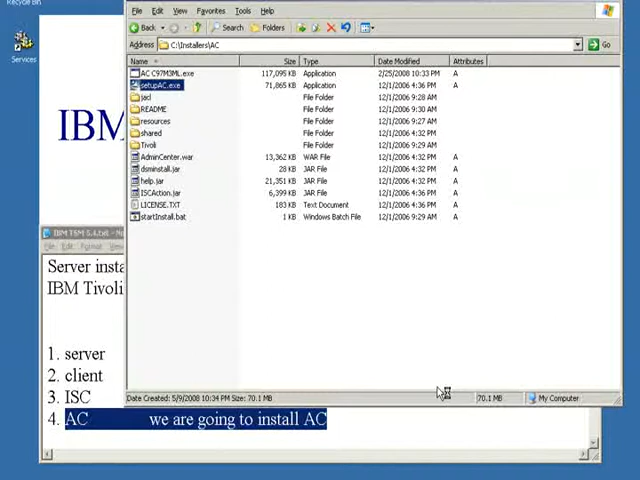 Recycle Bin
Services
IBM
File Edit View Favorites Tools Help
Back Search Folders
Address C:\Installers\AC Go
Name Size Type Date Modified Attributes
AC C97M3ML.exe 117,095 KB Application 2/25/2008 10:33 PM A
setupAC.exe 71,865 KB Application 12/1/2006 4:36 PM A
jacl File Folder 12/1/2006 9:28 AM
README File Folder 12/1/2006 9:30 AM
resources File Folder 12/1/2006 9:27 AM
shared File Folder 12/1/2006 4:33 PM
Tivoli File Folder 12/1/2006 9:29 AM
AdminCenter.war 13,362 KB WAR File 12/1/2006 4:32 PM A
dsminstall.jar 28 KB JAR File 12/1/2006 4:32 PM A
help.jar 21,351 KB JAR File 12/1/2006 4:34 PM A
ISCAction.jar 6,399 KB JAR File 12/1/2006 4:36 PM A
LICENSE.TXT 183 KB Text Document 12/1/2006 4:36 PM A
startInstall.bat 1 KB Windows Batch File 12/1/2006 9:29 AM A
Date Created: 5/9/2008 10:34 PM Size: 70.1 MB 70.1 MB My Computer
IBM TSM 5.4.txt - N
File Edit Format View
Server insta
IBM Tivoli
1. server
2. client
3. ISC
4. AC we are going to install AC